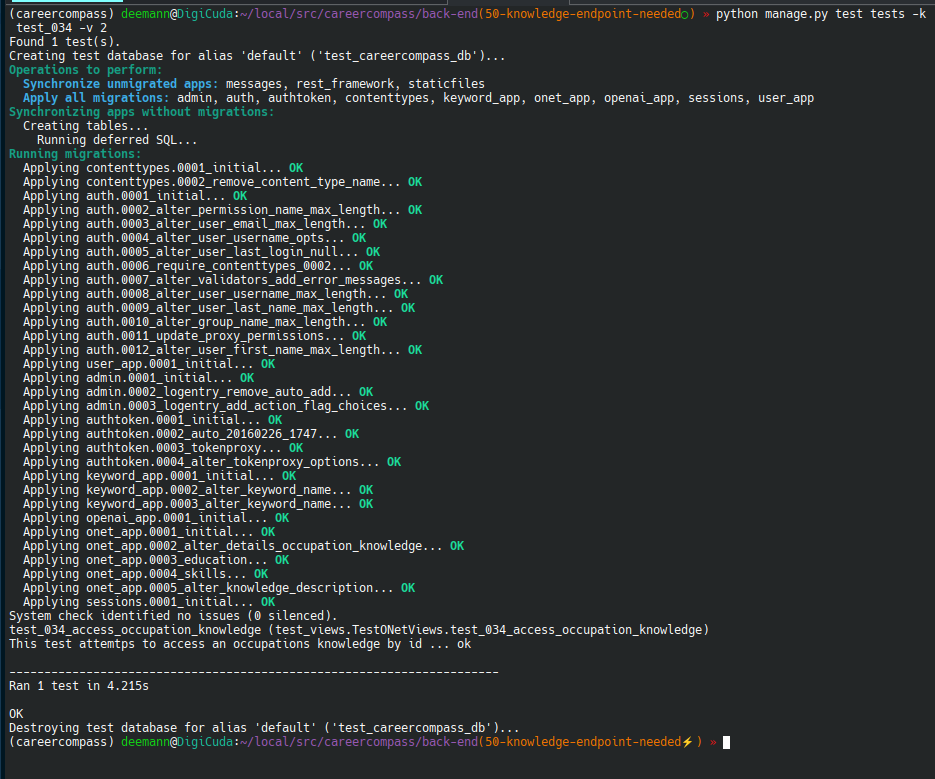 (careercompass) deemann@DigiCuda:~/local/src/careercompass/back-end(50-knowledge-endpoint-needed○) » python manage.py test tests -k
test_034 -v 2
Found 1 test(s).
Creating test database for alias 'default' ('test_careercompass_db')...
Operations to perform:
  Synchronize unmigrated apps: messages, rest_framework, staticfiles
  Apply all migrations: admin, auth, authtoken, contenttypes, keyword_app, onet_app, openai_app, sessions, user_app
Synchronizing apps without migrations:
  Creating tables...
    Running deferred SQL...
Running migrations:
  Applying contenttypes.0001_initial... OK
  Applying contenttypes.0002_remove_content_type_name... OK
  Applying auth.0001_initial... OK
  Applying auth.0002_alter_permission_name_max_length... OK
  Applying auth.0003_alter_user_email_max_length... OK
  Applying auth.0004_alter_user_username_opts... OK
  Applying auth.0005_alter_user_last_login_null... OK
  Applying auth.0006_require_contenttypes_0002... OK
  Applying auth.0007_alter_validators_add_error_messages... OK
  Applying auth.0008_alter_user_username_max_length... OK
  Applying auth.0009_alter_user_last_name_max_length... OK
  Applying auth.0010_alter_group_name_max_length... OK
  Applying auth.0011_update_proxy_permissions... OK
  Applying auth.0012_alter_user_first_name_max_length... OK
  Applying user_app.0001_initial... OK
  Applying admin.0001_initial... OK
  Applying admin.0002_logentry_remove_auto_add... OK
  Applying admin.0003_logentry_add_action_flag_choices... OK
  Applying authtoken.0001_initial... OK
  Applying authtoken.0002_auto_20160226_1747... OK
  Applying authtoken.0003_tokenproxy... OK
  Applying authtoken.0004_alter_tokenproxy_options... OK
  Applying keyword_app.0001_initial... OK
  Applying keyword_app.0002_alter_keyword_name... OK
  Applying keyword_app.0003_alter_keyword_name... OK
  Applying openai_app.0001_initial... OK
  Applying onet_app.0001_initial... OK
  Applying onet_app.0002_alter_details_occupation_knowledge... OK
  Applying onet_app.0003_education... OK
  Applying onet_app.0004_skills... OK
  Applying onet_app.0005_alter_knowledge_description... OK
  Applying sessions.0001_initial... OK
System check identified no issues (0 silenced).
test_034_access_occupation_knowledge (test_views.TestONetViews.test_034_access_occupation_knowledge)
This test attemtps to access an occupations knowledge by id ... ok
----------------------------------------------------------------------
Ran 1 test in 4.215s
OK
Destroying test database for alias 'default' ('test_careercompass_db')...
(careercompass) deemann@DigiCuda:~/local/src/careercompass/back-end(50-knowledge-endpoint-needed⚡) »